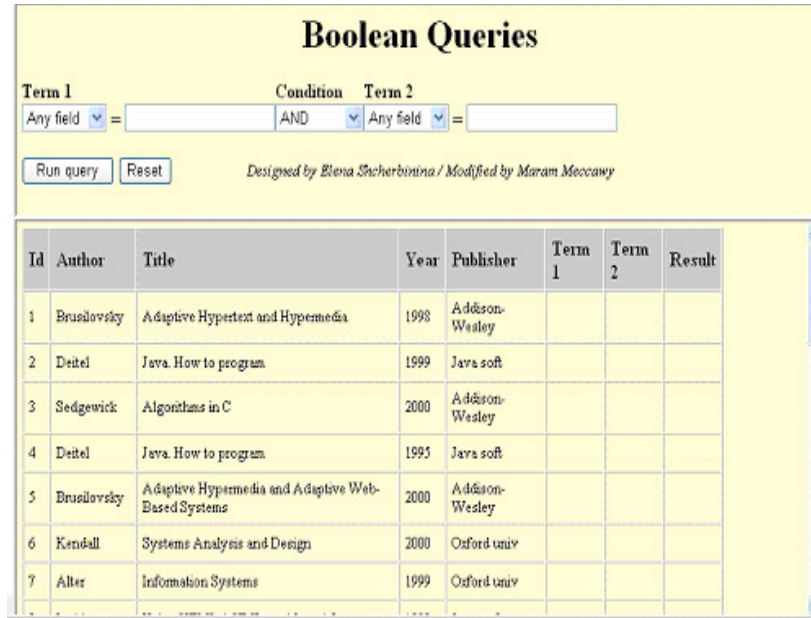 Boolean Queries
Term 1 Condition Term 2
Any field = AND Any field =
Run query Reset Designed by Elena Shcherbinina / Modified by Maram Meccawy
Id Author Title Year Publisher Term 1 Term 2 Result
1 Brusilovsky Adaptive Hypertext and Hypermedia 1998 Addison-Wesley
2 Deitel Java. How to program 1999 Java soft
3 Sedgewick Algorithms in C 2000 Addison-Wesley
4 Deitel Java. How to program 1995 Java soft
5 Brusilovsky Adaptive Hypermedia and Adaptive Web-Based Systems 2000 Addison-Wesley
6 Kendall Systems Analysis and Design 2000 Oxford univ
7 Alter Information Systems 1999 Oxford univ